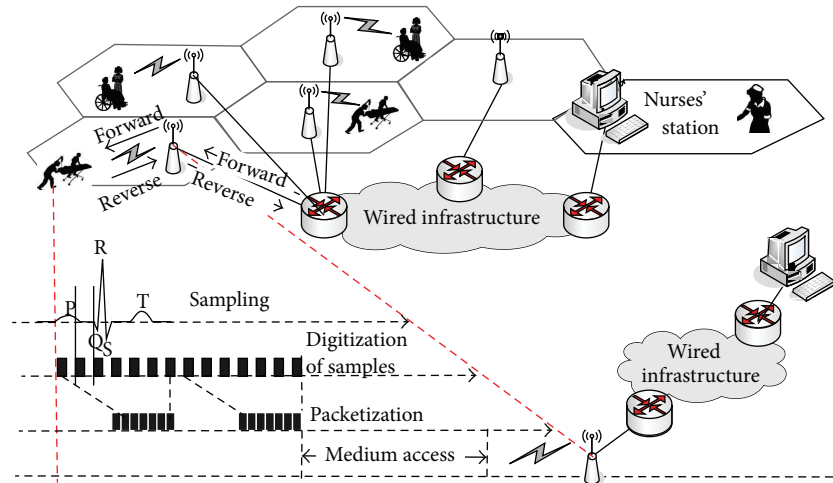 Nurses'
station
Forward
Reverse
Forward
Reverse
Wired infrastructure
R
P
T
Q
S
Sampling
Digitization
of samples
Packetization
Medium access
Wired
infrastructure